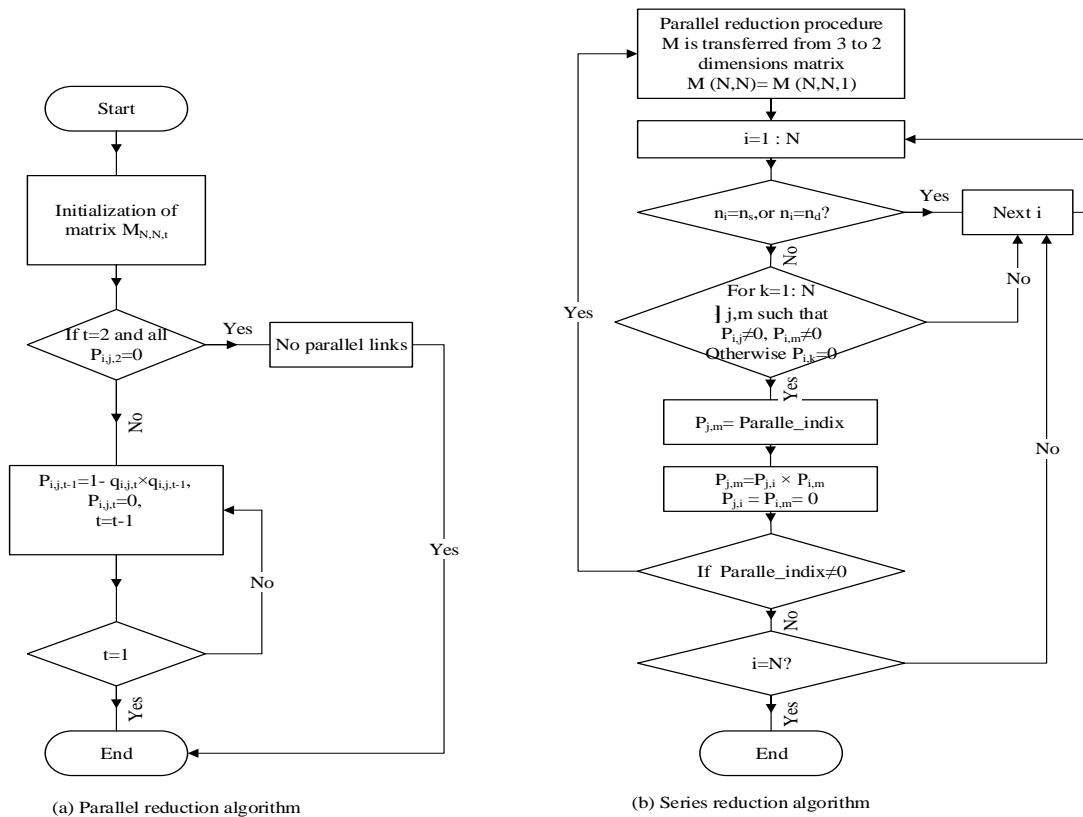 Start
Initialization of
matrix M_{N,N,t}
If t=2 and all
P_{i,j,2}=0
Yes
No parallel links
No
P_{i,j,t-1}=1- q_{i,j,t}×q_{i,j,t-1},
P_{i,j,t}=0,
t=t-1
Yes
No
t=1
Yes
End
(a) Parallel reduction algorithm
Parallel reduction procedure
M is transferred from 3 to 2
dimensions matrix
M (N,N)= M (N,N,1)
i=1 : N
n_i=n_s,or n_i=n_d?
Yes
Next i
No
For k=1: N
j,m such that
P_{i,j}≠0, P_{i,m}≠0
Otherwise P_{i,k}=0
No
Yes
Yes
P_{j,m}= Paralle_indix
No
P_{j,m}=P_{j,i} × P_{i,m}
P_{j,i} = P_{i,m}= 0
If Paralle_indix≠0
No
i=N?
Yes
End
(b) Series reduction algorithm